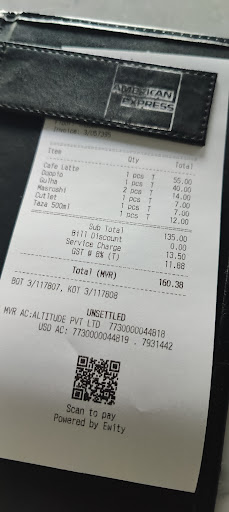 AMERICAN
EXPRESS
Item Qty Total
Cafe Latte 1 pcs T 55.00
Dopplo 1 pcs T 40.00
Gulha 2 pcs T 14.00
Masroshi 1 pcs T 7.00
Cutlet 1 pcs T 7.00
Taza 500ml 1 pcs T 12.00
Sub Total 135.00
Bill Discount 0.00
Service Charge 13.50
GST @ 8% (T) 11.88
Total (MVR) 160.38
BOT 3/117807, KOT 3/117808
UNSETTLED
MVR AC:ALTITUDE PVT LTD 7730000044818
USD AC: 7730000044819 . 7931442
Scan to pay
Powered by Ewity